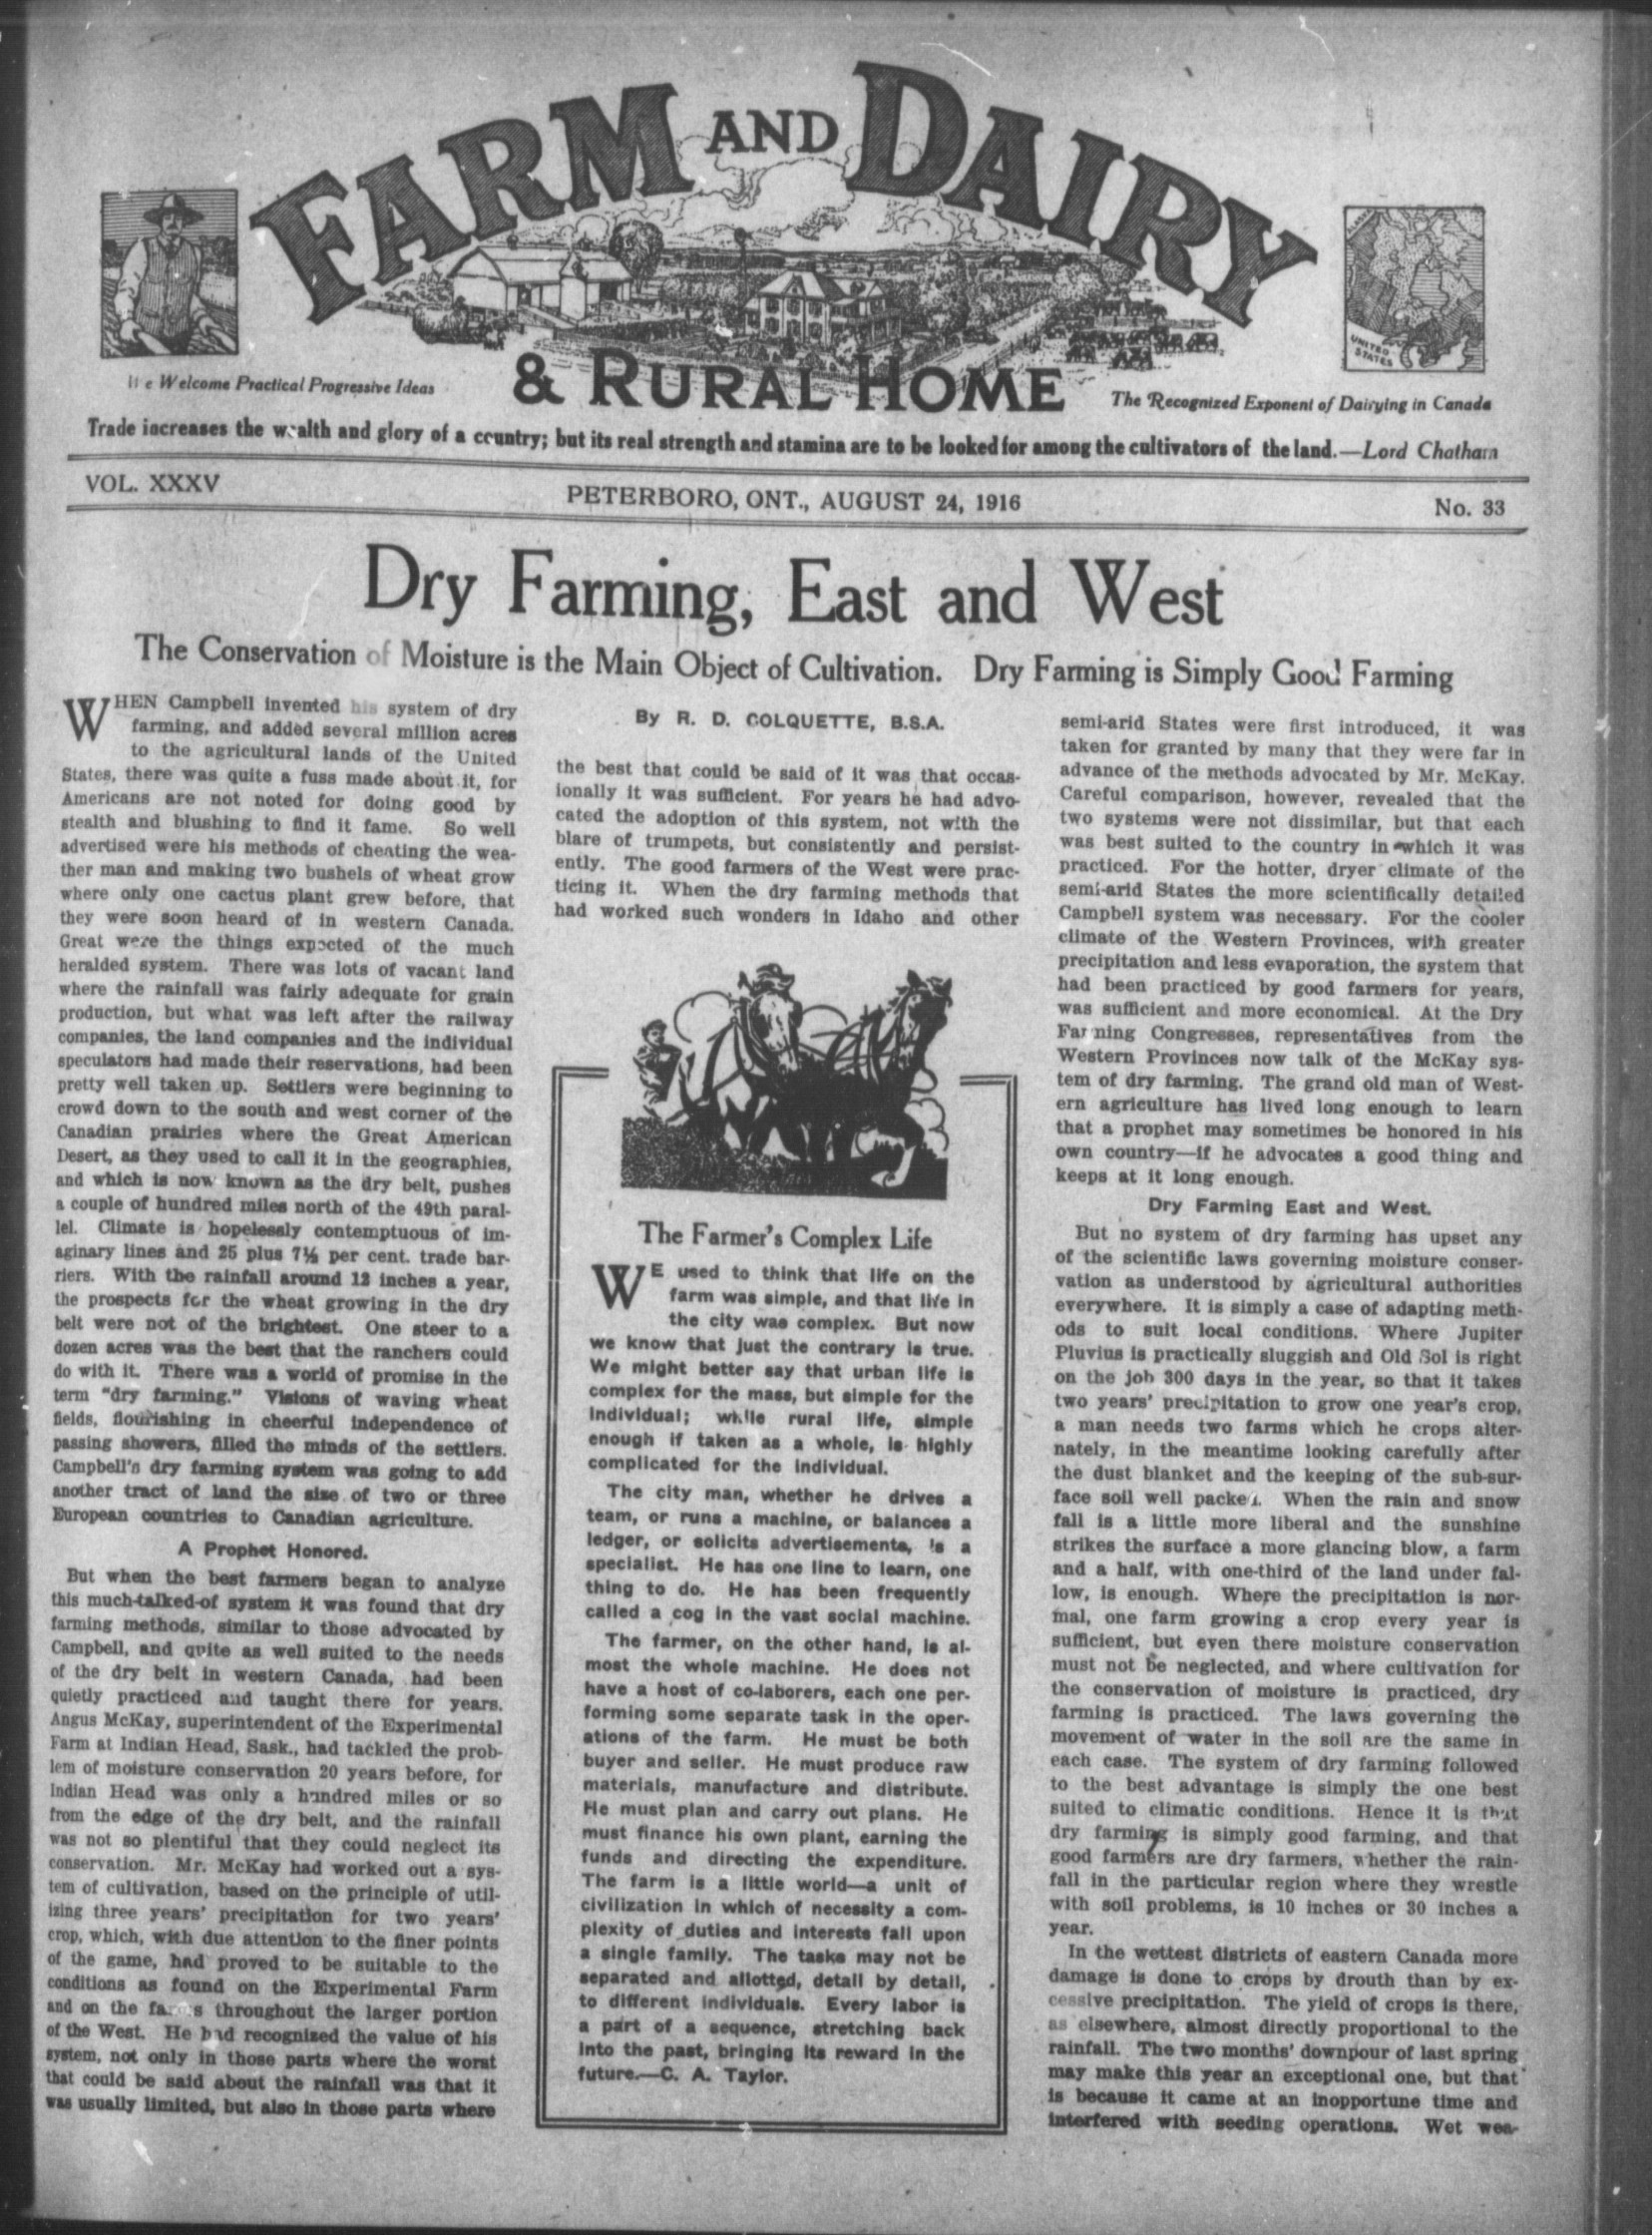 FARM AND DAIRY
& RURAL HOME
UNITED
STATES
We Welcome Practical Progressive Ideas
The Recognized Exponent of Dairying in Canada
Trade increases the wealth and glory of a country; but its real strength and stamina are to be looked for among the cultivators of the land.—Lord Chatham
VOL. XXXV
PETERBORO, ONT., AUGUST 24, 1916
No. 33
Dry Farming, East and West
The Conservation of Moisture is the Main Object of Cultivation. Dry Farming is Simply Good Farming
WHEN Campbell invented his system of dry
farming, and added several million acres
to the agricultural lands of the United
States, there was quite a fuss made about it, for
Americans are not noted for doing good by
stealth and blushing to find it fame. So well
advertised were his methods of cheating the wea-
ther man and making two bushels of wheat grow
where only one cactus plant grew before, that
they were soon heard of in western Canada.
Great were the things expected of the much
heralded system. There was lots of vacant land
where the rainfall was fairly adequate for grain
production, but what was left after the railway
companies, the land companies and the individual
speculators had made their reservations, had been
pretty well taken up. Settlers were beginning to
crowd down to the south and west corner of the
Canadian prairies where the Great American
Desert, as they used to call it in the geographies,
and which is now known as the dry belt, pushes
a couple of hundred miles north of the 49th paral-
lel. Climate is hopelessly contemptuous of im-
aginary lines and 25 plus 7½ per cent. trade bar-
riers. With the rainfall around 12 inches a year,
the prospects for the wheat growing in the dry
belt were not of the brightest. One steer to a
dozen acres was the best that the ranchers could
do with it. There was a world of promise in the
term "dry farming." Visions of waving wheat
fields, flourishing in cheerful independence of
passing showers, filled the minds of the settlers.
Campbell's dry farming system was going to add
another tract of land the size of two or three
European countries to Canadian agriculture.
A Prophet Honored.
But when the best farmers began to analyze
this much-talked-of system it was found that dry
farming methods, similar to those advocated by
Campbell, and quite as well suited to the needs
of the dry belt in western Canada, had been
quietly practiced and taught there for years.
Angus McKay, superintendent of the Experimental
Farm at Indian Head, Sask., had tackled the prob-
lem of moisture conservation 20 years before, for
Indian Head was only a hundred miles or so
from the edge of the dry belt, and the rainfall
was not so plentiful that they could neglect its
conservation. Mr. McKay had worked out a sys-
tem of cultivation, based on the principle of util-
izing three years' precipitation for two years'
crop, which, with due attention to the finer points
of the game, had proved to be suitable to the
conditions as found on the Experimental Farm
and on the farms throughout the larger portion
of the West. He had recognized the value of his
system, not only in those parts where the worst
that could be said about the rainfall was that it
was usually limited, but also in those parts where
By R. D. COLQUETTE, B.S.A.
the best that could be said of it was that occas-
ionally it was sufficient. For years he had advo-
cated the adoption of this system, not with the
blare of trumpets, but consistently and persist-
ently. The good farmers of the West were prac-
ticing it. When the dry farming methods that
had worked such wonders in Idaho and other
The Farmer's Complex Life
WE used to think that life on the
farm was simple, and that life in
the city was complex. But now
we know that just the contrary is true.
We might better say that urban life is
complex for the mass, but simple for the
individual; while rural life, simple
enough if taken as a whole, is highly
complicated for the individual.
The city man, whether he drives a
team, or runs a machine, or balances a
ledger, or solicits advertisements, is a
specialist. He has one line to learn, one
thing to do. He has been frequently
called a cog in the vast social machine.
The farmer, on the other hand, is al-
most the whole machine. He does not
have a host of co-laborers, each one per-
forming some separate task in the oper-
ations of the farm. He must be both
buyer and seller. He must produce raw
materials, manufacture and distribute.
He must plan and carry out plans. He
must finance his own plant, earning the
funds and directing the expenditure.
The farm is a little world—a unit of
civilization in which of necessity a com-
plexity of duties and interests fall upon
a single family. The tasks may not be
separated and allotted, detail by detail,
to different individuals. Every labor is
a part of a sequence, stretching back
into the past, bringing its reward in the
future.—C. A. Taylor.
semi-arid States were first introduced, it was
taken for granted by many that they were far in
advance of the methods advocated by Mr. McKay.
Careful comparison, however, revealed that the
two systems were not dissimilar, but that each
was best suited to the country in which it was
practiced. For the hotter, dryer climate of the
semi-arid States the more scientifically detailed
Campbell system was necessary. For the cooler
climate of the Western Provinces, with greater
precipitation and less evaporation, the system that
had been practiced by good farmers for years,
was sufficient and more economical. At the Dry
Farming Congresses, representatives from the
Western Provinces now talk of the McKay sys-
tem of dry farming. The grand old man of West-
ern agriculture has lived long enough to learn
that a prophet may sometimes be honored in his
own country—if he advocates a good thing and
keeps at it long enough.
Dry Farming East and West.
But no system of dry farming has upset any
of the scientific laws governing moisture conser-
vation as understood by agricultural authorities
everywhere. It is simply a case of adapting meth-
ods to suit local conditions. Where Jupiter
Pluvius is practically sluggish and Old Sol is right
on the job 300 days in the year, so that it takes
two years' precipitation to grow one year's crop,
a man needs two farms which he crops alter-
nately, in the meantime looking carefully after
the dust blanket and the keeping of the sub-sur-
face soil well packed. When the rain and snow
fall is a little more liberal and the sunshine
strikes the surface a more glancing blow, a farm
and a half, with one-third of the land under fal-
low, is enough. Where the precipitation is nor-
mal, one farm growing a crop every year is
sufficient, but even there moisture conservation
must not be neglected, and where cultivation for
the conservation of moisture is practiced, dry
farming is practiced. The laws governing the
movement of water in the soil are the same in
each case. The system of dry farming followed
to the best advantage is simply the one best
suited to climatic conditions. Hence it is that
dry farming is simply good farming, and that
good farmers are dry farmers, whether the rain-
fall in the particular region where they wrestle
with soil problems, is 10 inches or 30 inches a
year.
In the wettest districts of eastern Canada more
damage is done to crops by drouth than by ex-
cessive precipitation. The yield of crops is there,
as elsewhere, almost directly proportional to the
rainfall. The two months' downpour of last spring
may make this year an exceptional one, but that
is because it came at an inopportune time and
interfered with seeding operations. Wet wea-